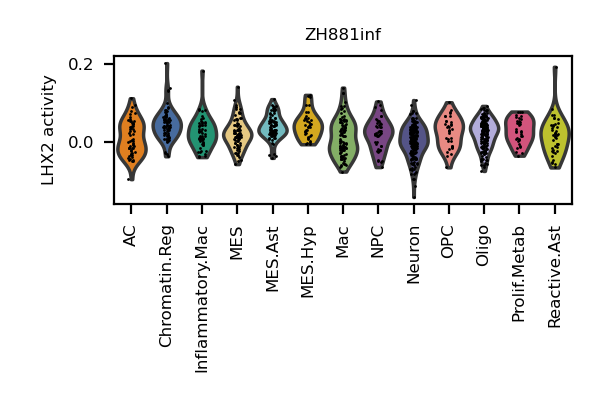 ZH881inf
LHX2 activity
0.2
0.0
AC
Chromatin.Reg
Inflammatory.Mac
MES
MES.Ast
MES.Hyp
Mac
NPC
Neuron
OPC
Oligo
Prolif.Metab
Reactive.Ast